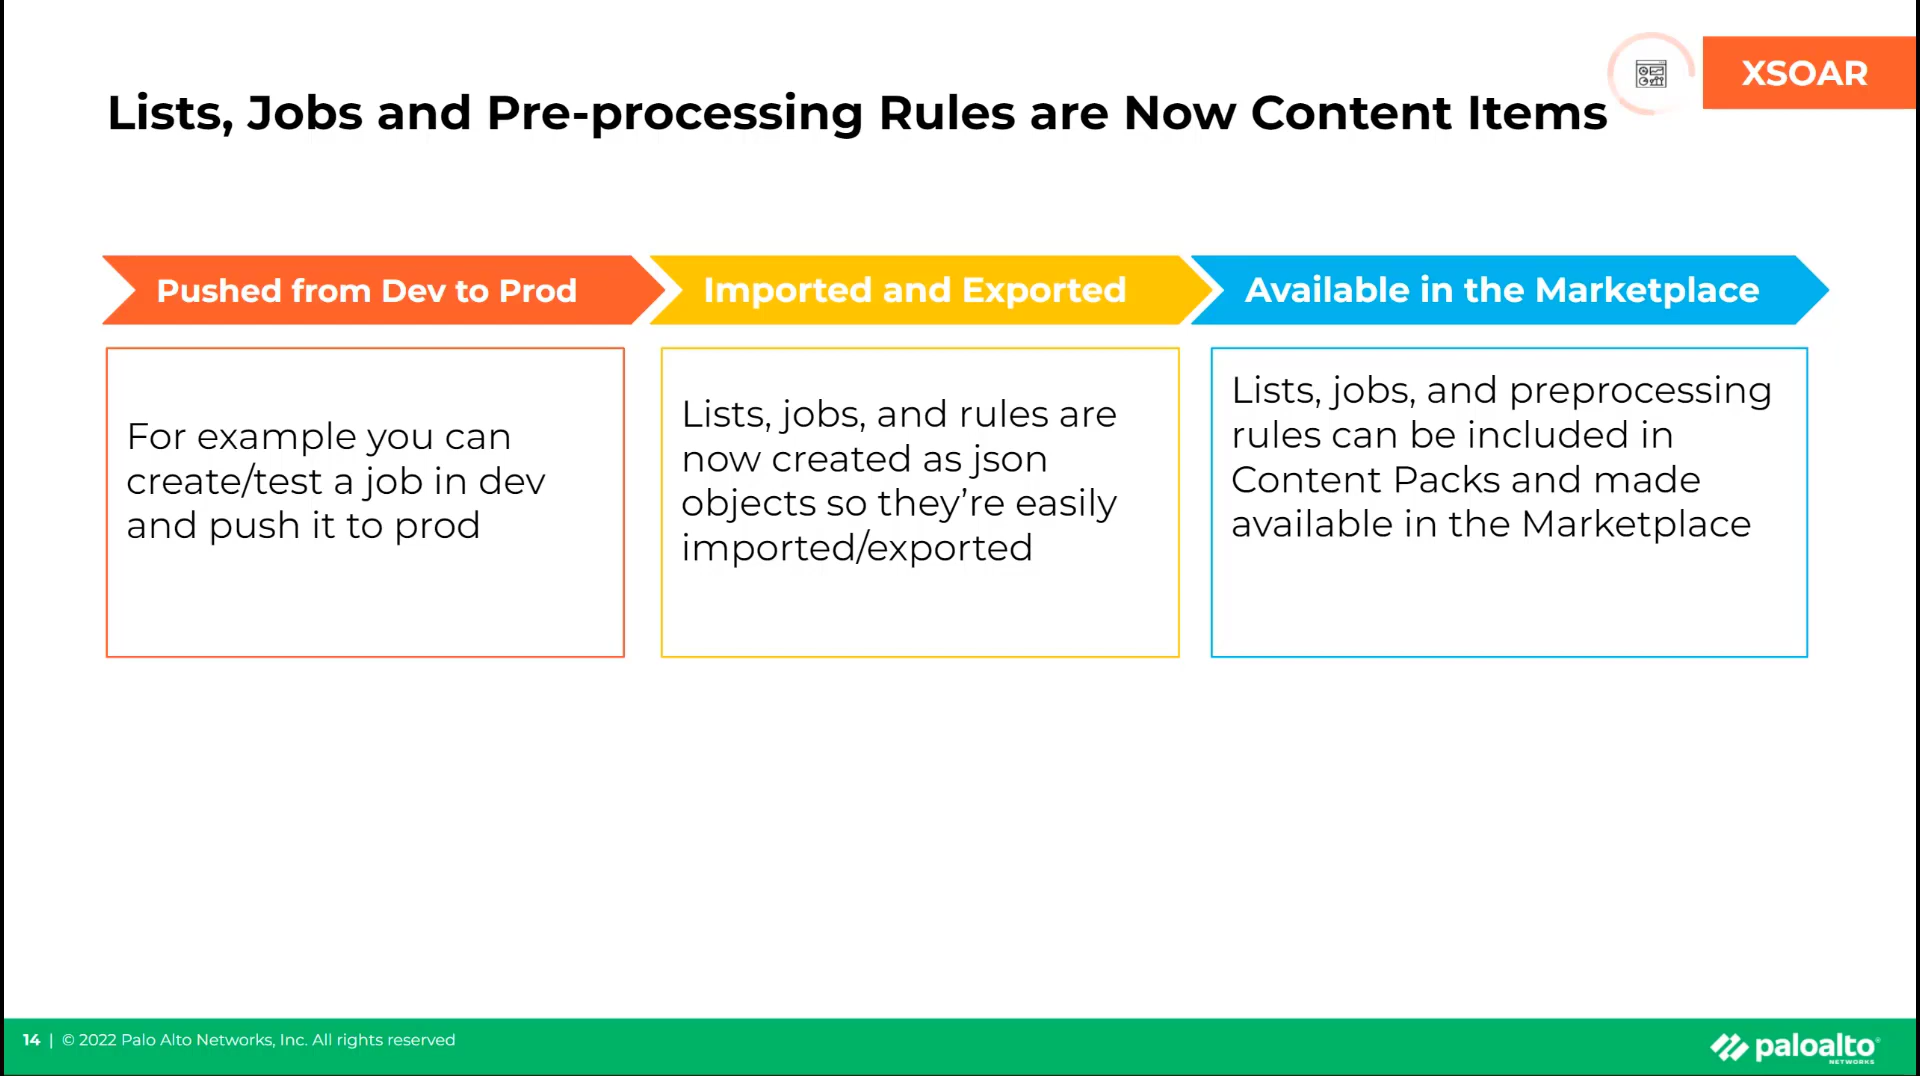 XSOAR
Lists, Jobs and Pre-processing Rules are Now Content Items
Pushed from Dev to Prod
For example you can
create/test a job in dev
and push it to prod
Imported and Exported
Lists, jobs, and rules are
now created as json
objects so they’re easily
imported/exported
Available in the Marketplace
Lists, jobs, and preprocessing
rules can be included in
Content Packs and made
available in the Marketplace
14 | © 2022 Palo Alto Networks, Inc. All rights reserved
paloalto®
NETWORKS